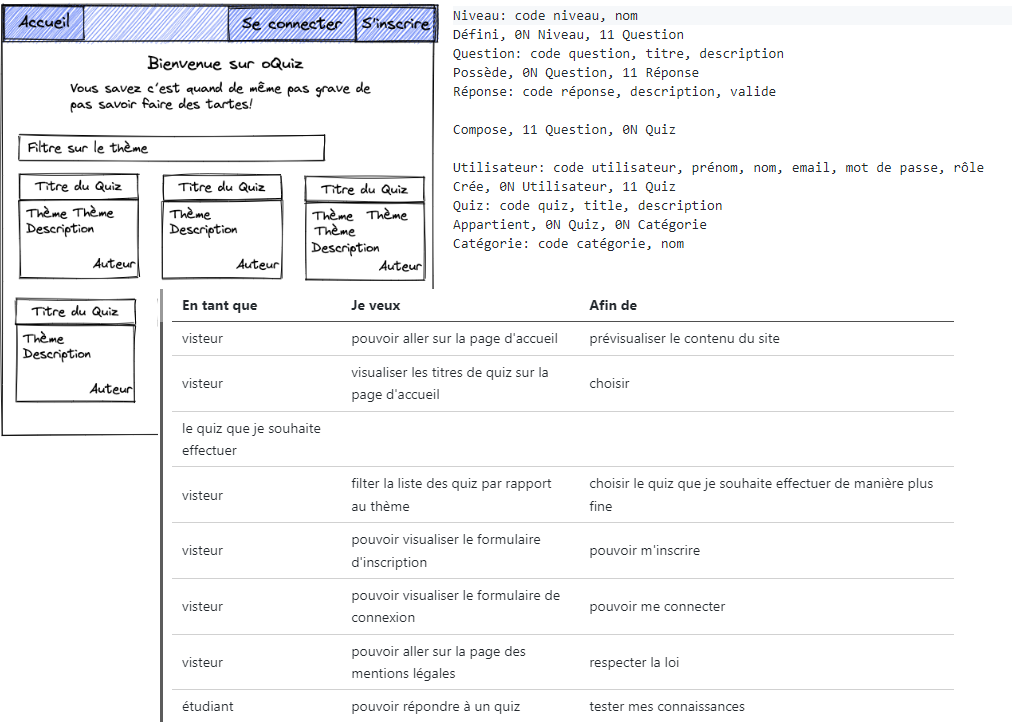 Accueil
Se connecter
S'inscrire
Bienvenue sur oQuiz
Vous savez c'est quand de même pas grave de
pas savoir faire des tartes!
Filtre sur le thème
Titre du Quiz
Thème Thème
Description
Auteur
Titre du Quiz
Thème
Description
Auteur
Titre du Quiz
Thème Thème
Thème
Description
Auteur
Titre du Quiz
Thème
Description
Auteur
Niveau: code niveau, nom
Défini, 0N Niveau, 11 Question
Question: code question, titre, description
Possède, 0N Question, 11 Réponse
Réponse: code réponse, description, valide
Compose, 11 Question, 0N Quiz
Utilisateur: code utilisateur, prénom, nom, email, mot de passe, rôle
Crée, 0N Utilisateur, 11 Quiz
Quiz: code quiz, title, description
Appartient, 0N Quiz, 0N Catégorie
Catégorie: code catégorie, nom
En tant que Je veux Afin de
visteur pouvoir aller sur la page d'accueil prévisualiser le contenu du site
visteur
visualiser les titres de quiz sur la
page d'accueil
choisir
le quiz que je souhaite
effectuer
visteur
filter la liste des quiz par rapport
au thème
choisir le quiz que je souhaite effectuer de manière plus
fine
visteur
pouvoir visualiser le formulaire
d'inscription
pouvoir m'inscrire
visteur
pouvoir visualiser le formulaire de
connexion
pouvoir me connecter
visteur
pouvoir aller sur la page des
mentions légales
respecter la loi
étudiant pouvoir répondre à un quiz tester mes connaissances